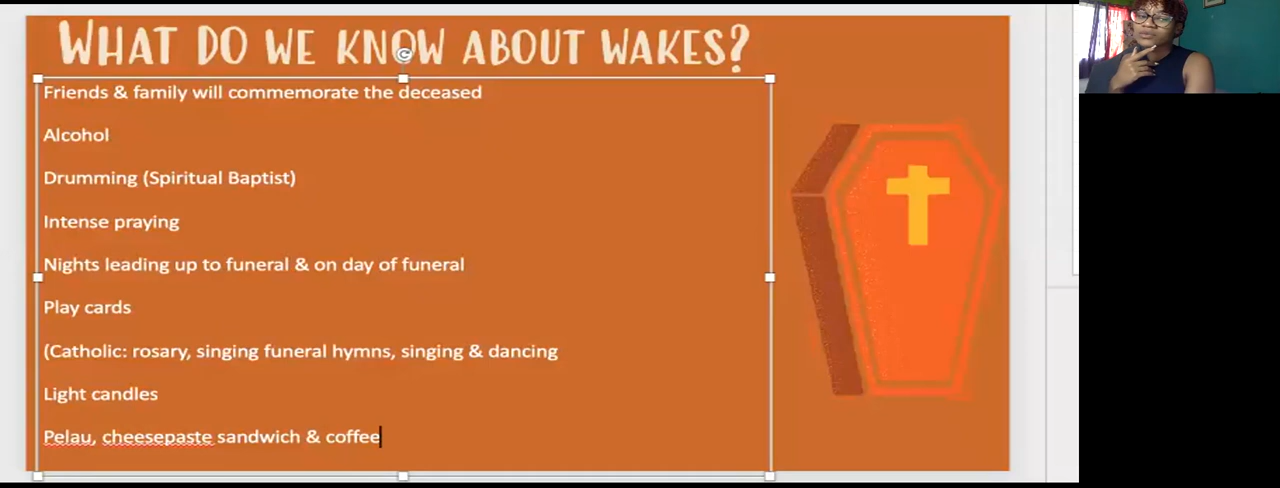 WHAT DO WE KNOW ABOUT WAKES?
Friends & family will commemorate the deceased
Alcohol
Drumming (Spiritual Baptist)
Intense praying
Nights leading up to funeral & on day of funeral
Play cards
(Catholic: rosary, singing funeral hymns, singing & dancing
Light candles
Pelau, cheesepaste sandwich & coffee